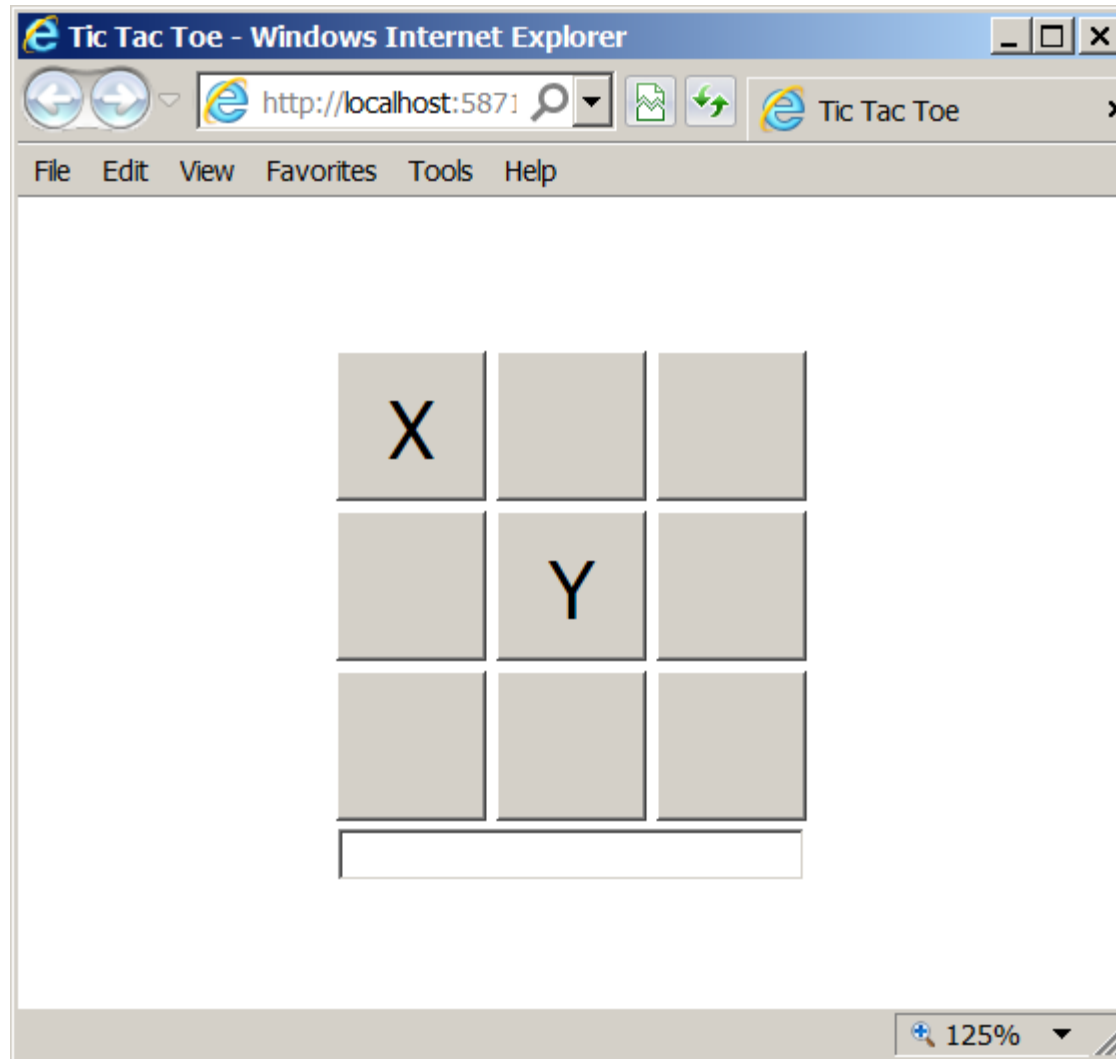 Tic Tac Toe - Windows Internet Explorer
http://localhost:5871 Tic Tac Toe
File Edit View Favorites Tools Help
X
Y
125%